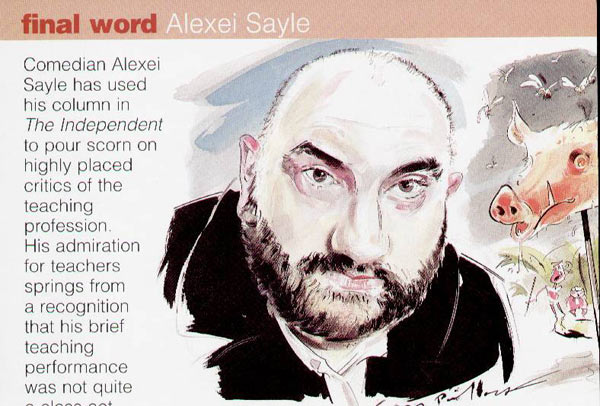 final word Alexei Sayle
Comedian Alexei
Sayle has used
his column in
The Independent
to pour scorn on
highly placed
critics of the
teaching
profession.
His admiration
for teachers
springs from
a recognition
that his brief
teaching
performance
was not quite
a class act